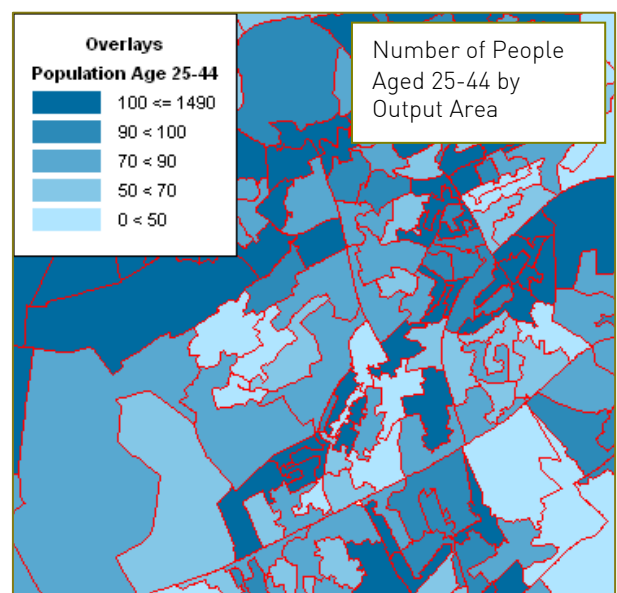 Overlays
Population Age 25-44
100 <= 1490
90 < 100
70 < 90
50 < 70
0 < 50
Number of People
Aged 25-44 by
Output Area